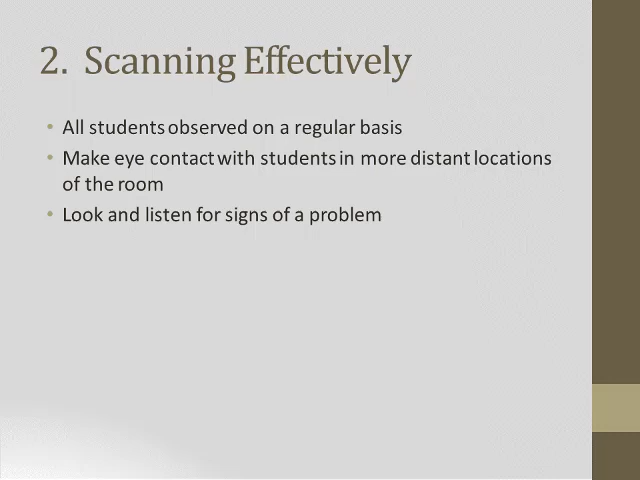 2. Scanning Effectively
• All students observed on a regular basis
• Make eye contact with students in more distant locations
of the room
• Look and listen for signs of a problem